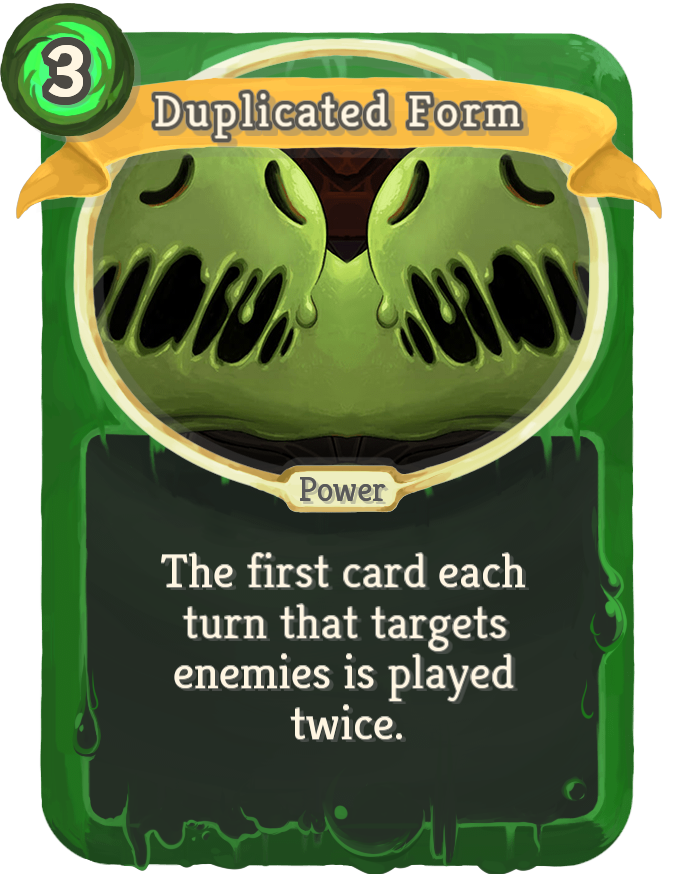 3
Duplicated Form
Power
The first card each
turn that targets
enemies is played
twice.